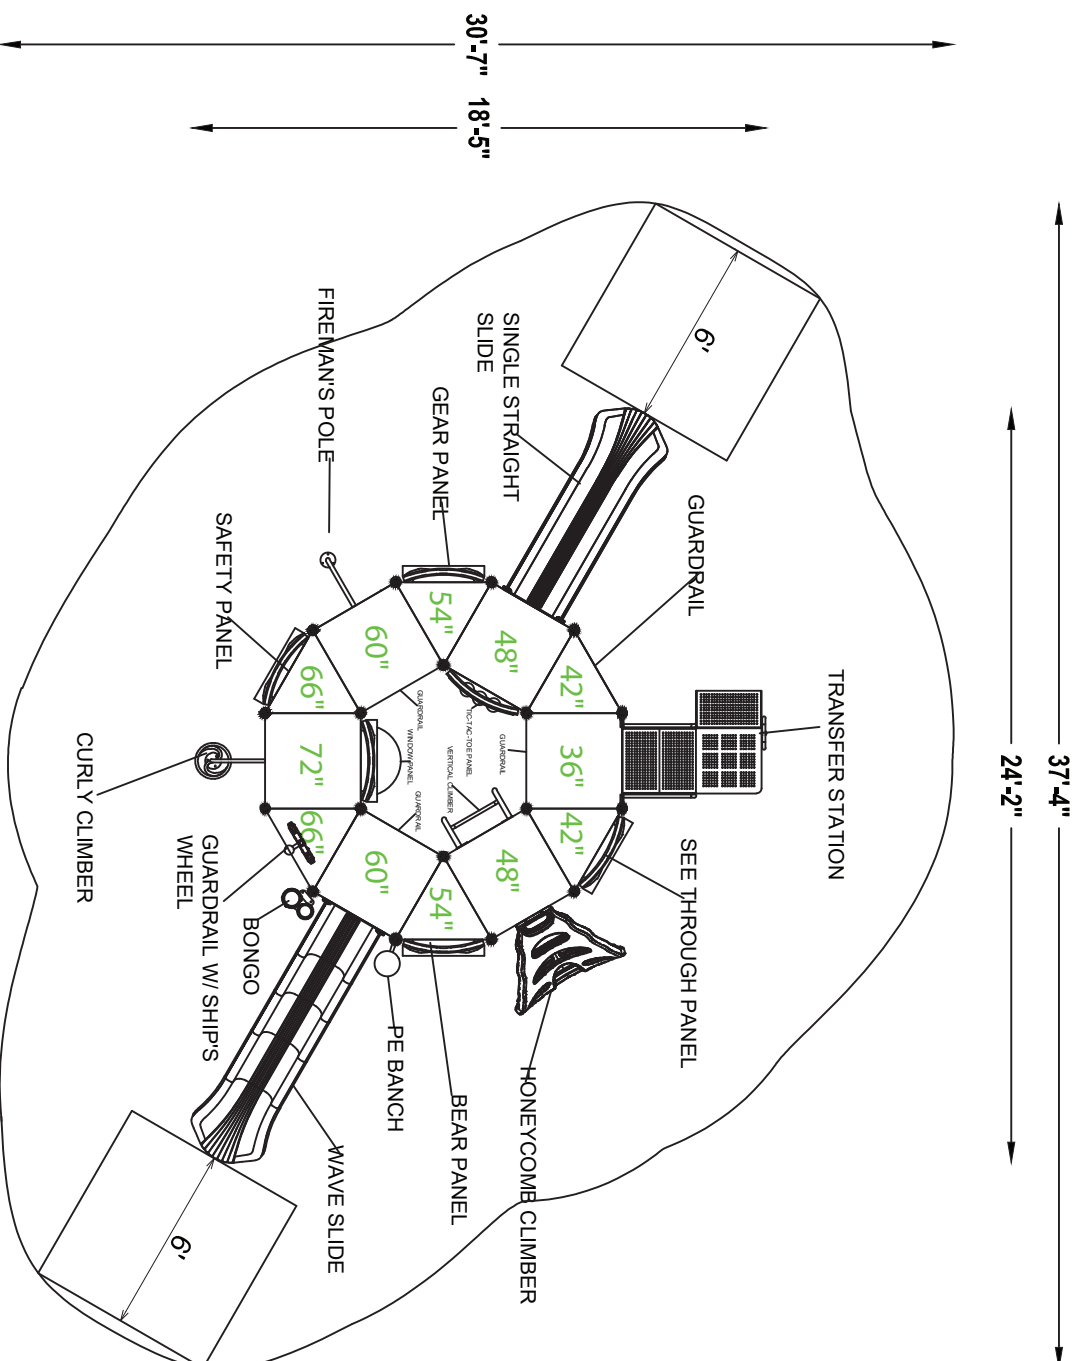 37'-4"
24'-2"
TRANSFER STATION
GUARDRAIL
SEE THROUGH PANEL
6'
SINGLE STRAIGHT
SLIDE
HONEYCOMB CLIMBER
36"
42"
42"
48"
48"
GUARDRAIL
TIC-TAC-TOE PANEL
VERTICAL CLIMBER
GEAR PANEL
54"
54"
BEAR PANEL
GUARDRAIL
WINDOW PANEL
GUARDRAIL
60"
60"
PE BANCH
FIREMAN'S POLE
66"
72"
66"
WAVE SLIDE
SAFETY PANEL
BONGO
GUARDRAIL W/ SHIP'S
WHEEL
6'
CURLY CLIMBER
18'-5"
30'-7"